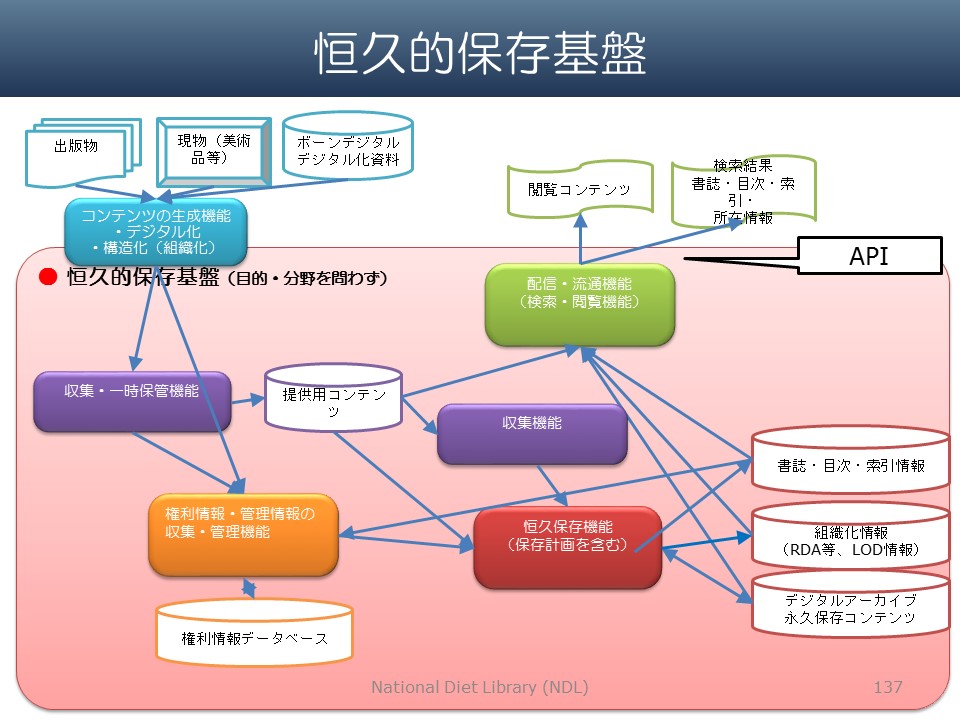 恒久的保存基盤
出版物
現物（美術
品等）
ボーンデジタル
デジタル化資料
コンテンツの生成機能
・デジタル化
・構造化（組織化）
閲覧コンテンツ
検索結果
書誌・目次・索
引・
所在情報
API
● 恒久的保存基盤（目的・分野を問わず）
配信・流通機能
（検索・閲覧機能）
収集・一時保管機能
提供用コンテン
ツ
収集機能
書誌・目次・索引情報
権利情報・管理情報の
収集・管理機能
恒久保存機能
（保存計画を含む）
組織化情報
（RDA等、LOD情報）
デジタルアーカイブ
永久保存コンテンツ
権利情報データベース
National Diet Library (NDL)
137